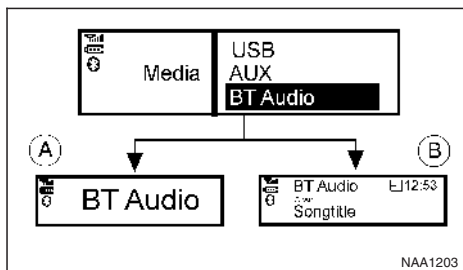 USB
Media
AUX
BT Audio
A
B
BT Audio
BT Audio
12:53
Songtitle
NAA1203